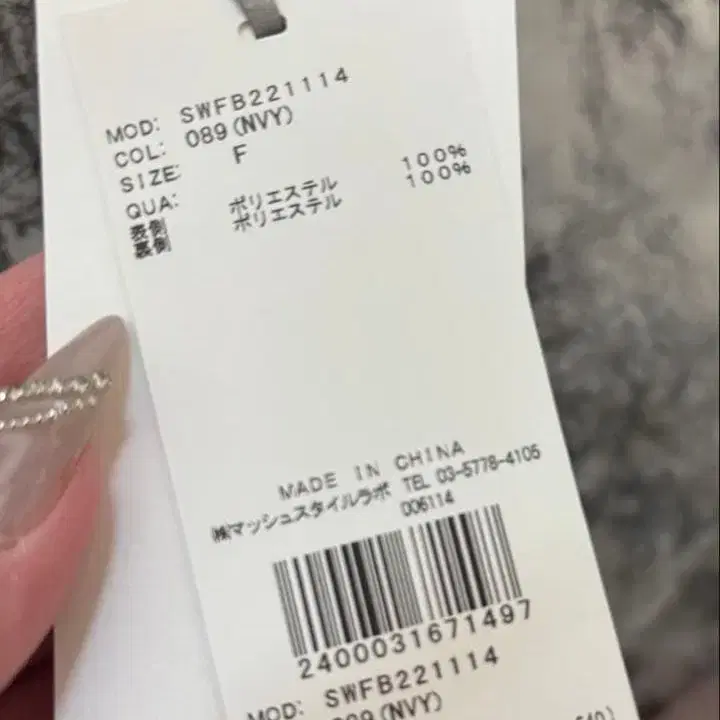 MOD: SWFB221114
COL: 089(NVY)
SIZE: F
QUA:
表側 ポリエステル 100%
裏側 ポリエステル 100%
MADE IN CHINA
㈱マッシュスタイルラボ TEL 03-5778-4105
006114
2400031671497
MOD: SWFB221114
089(NVY)